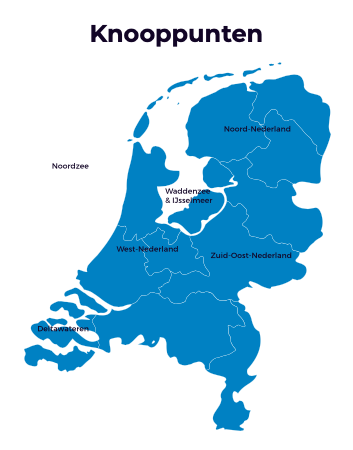 Knooppunten
Noord-Nederland
Noordzee
Waddenzee
& IJsselmeer
West-Nederland
Zuid-Oost-Nederland
Deltawateren